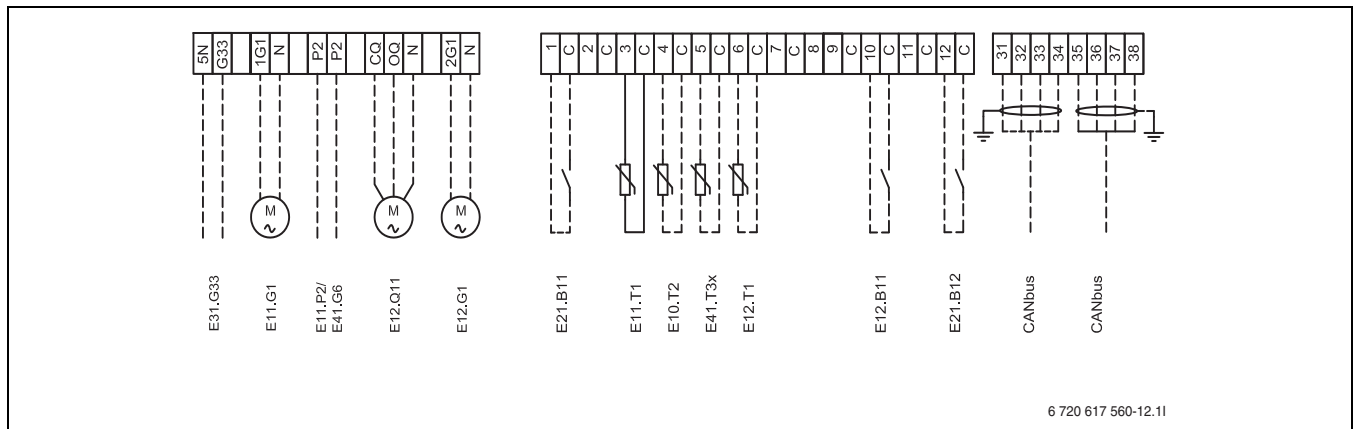 5N G33 1G1 N P2 P2 CQ OQ N 2G1 N
1 C 2 C 3 C 4 C 5 C 6 C 7 C 8 C 9 C 10 C 11 C 12 C
31 32 33 34 35 36 37 38
M
M
M
E31.G33
E11.G1
E11.P2/
E41.G6
E12.Q11
E12.G1
E21.B11
E11.T1
E10.T2
E41.T3x
E12.T1
E12.B11
E21.B12
CANbus
CANbus
6 720 617 560-12.1I